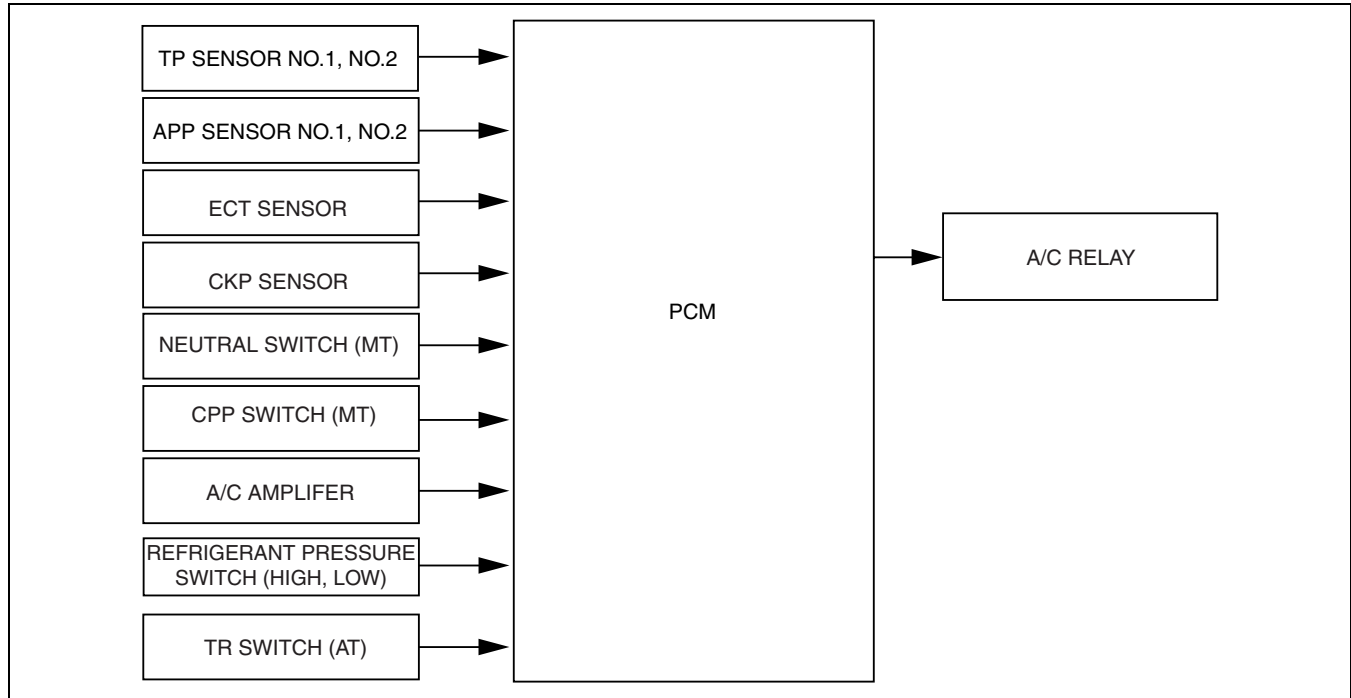 TP SENSOR NO.1, NO.2
APP SENSOR NO.1, NO.2
ECT SENSOR
CKP SENSOR
NEUTRAL SWITCH (MT)
CPP SWITCH (MT)
A/C AMPLIFER
REFRIGERANT PRESSURE
SWITCH (HIGH, LOW)
TR SWITCH (AT)
PCM
A/C RELAY